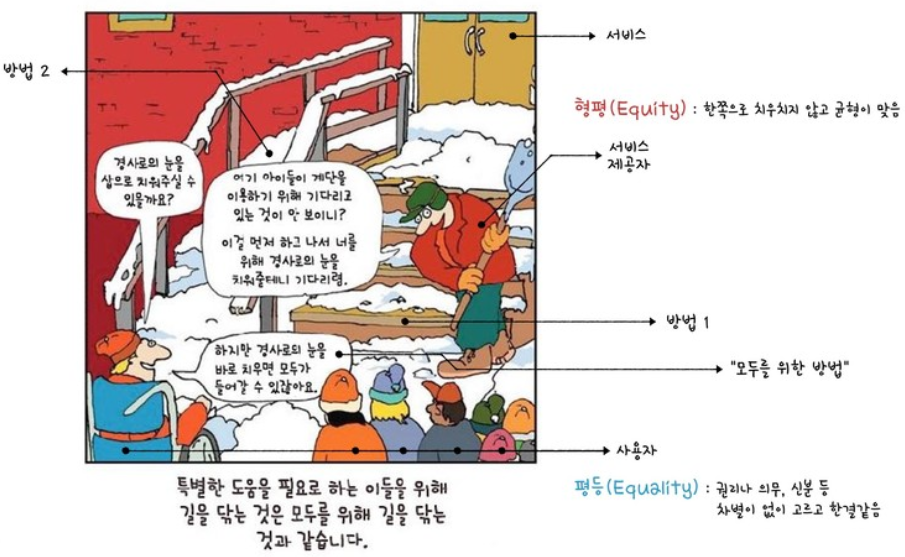 서비스
방법 2
형평(Equity) : 한쪽으로 치우치지 않고 균형이 맞음
서비스
제공자
경사로의 눈을
삽으로 치워주실 수
있을까요?
여기 아이들이 계단을
이용하기 위해 기다리고
있는 것이 안 보이니?
이걸 먼저 하고 나서 너를
위해 경사로의 눈을
치워줄테니 기다리렴.
방법 1
하지만 경사로의 눈을
바로 치우면 모두가
들어갈 수 있잖아요.
"모두를 위한 방법"
사용자
특별한 도움을 필요로 하는 이들을 위해
길을 닦는 것은 모두를 위해 길을 닦는
것과 같습니다.
평등(Equality) : 권리나 의무, 신분 등
차별이 없이 고르고 한결같음